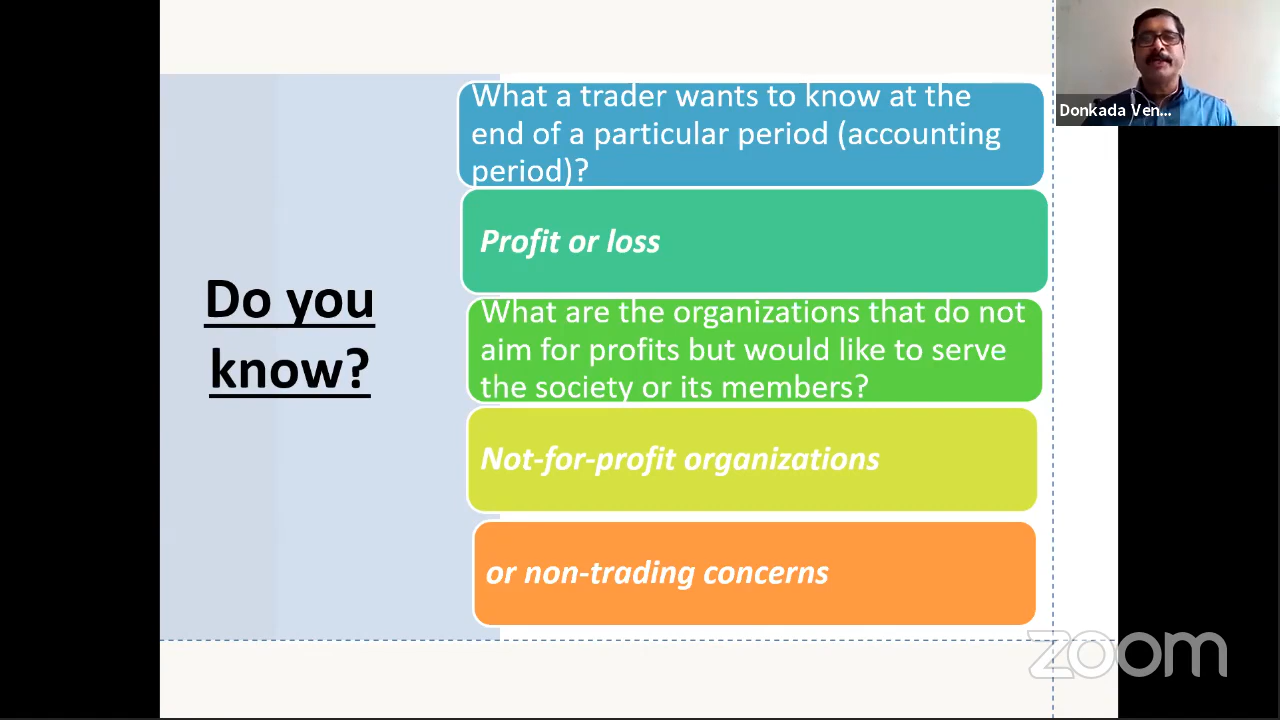 Do you
know?
What a trader wants to know at the
end of a particular period (accounting
period)?
Profit or loss
What are the organizations that do not
aim for profits but would like to serve
the society or its members?
Not-for-profit organizations
or non-trading concerns
Donkada Ven...
zoom